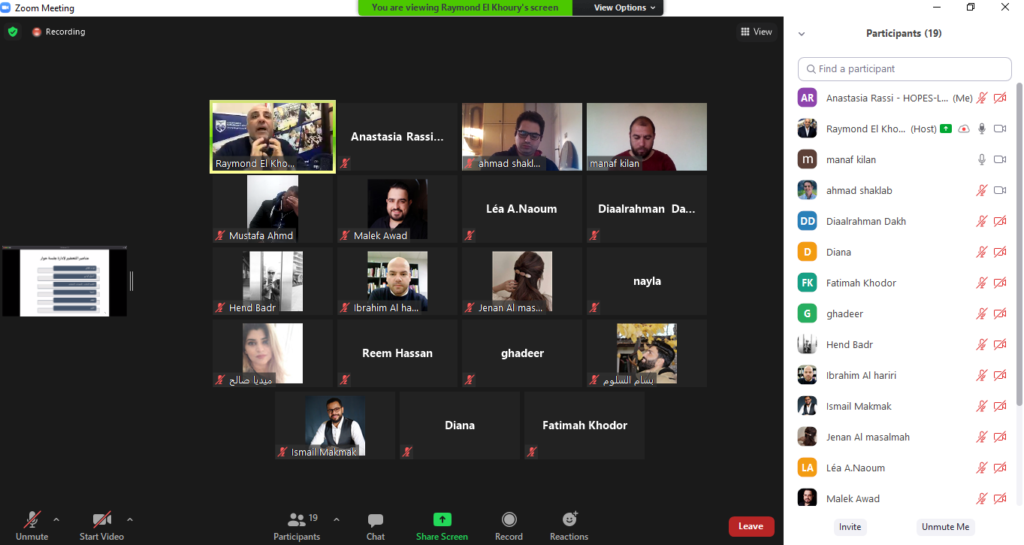 Zoom Meeting
You are viewing Raymond El Khoury's screen
View Options
Recording
View
Raymond El Kho...
Anastasia Rassi...
ahmad shakl...
manaf kilan
Mustafa Ahmd
Malek Awad
Léa A.Naoum
Diaalrahman Da...
Hend Badr
Ibrahim Al ha...
Jenan Al mas...
nayla
ميديا صالح
Reem Hassan
ghadeer
بسام السلوم
Ismail Makmak
Diana
Fatimah Khodor
Unmute
Start Video
19
Participants
Chat
Share Screen
Record
Reactions
Leave
Participants (19)
Find a participant
AR Anastasia Rassi - HOPES-L... (Me)
Raymond El Kho... (Host)
m manaf kilan
ahmad shaklab
DD Diaalrahman Dakh
D Diana
FK Fatimah Khodor
G ghadeer
Hend Badr
Ibrahim Al hariri
Ismail Makmak
Jenan Al masalmah
LA Léa A.Naoum
Malek Awad
Invite
Unmute Me